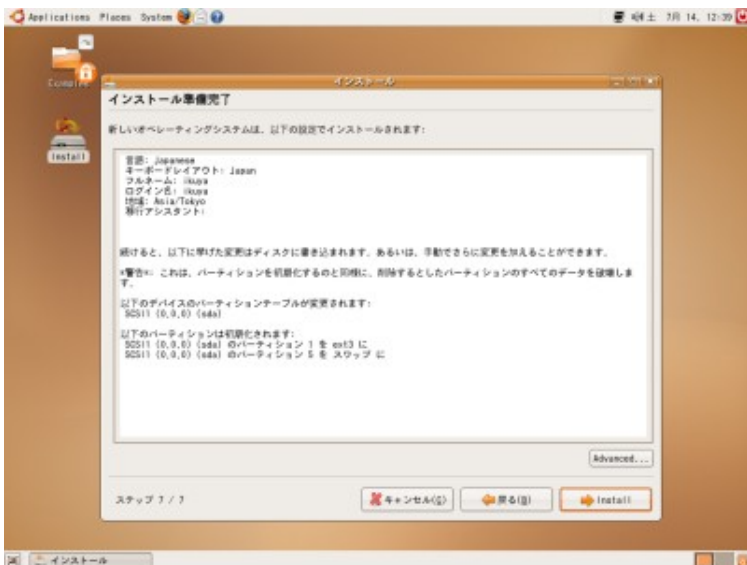 Applications Places System
土 7月 14, 12:39
Install
インストール
インストール準備完了
新しいオペレーティングシステムは、以下の設定でインストールされます:
言語: Japanese
キーボードレイアウト: Japan
フルネーム: ikuya
ログイン名: ikuya
地域: Asia/Tokyo
移行アシスタント:
続けると、以下に挙げた変更はディスクに書き込まれます。あるいは、手動でさらに変更を加えることができます。
*警告*: これは、パーティションを初期化するのと同様に、削除するとしたパーティションのすべてのデータを破壊しま
す。
以下のデバイスのパーティションテーブルが変更されます:
SCSI1 (0,0,0) (sda)
以下のパーティションは初期化されます:
SCSI1 (0,0,0) (sda) のパーティション 1 を ext3 に
SCSI1 (0,0,0) (sda) のパーティション 5 を スワップ に
Advanced...
ステップ 7 / 7
キャンセル(C)
戻る(B)
Install
インストール